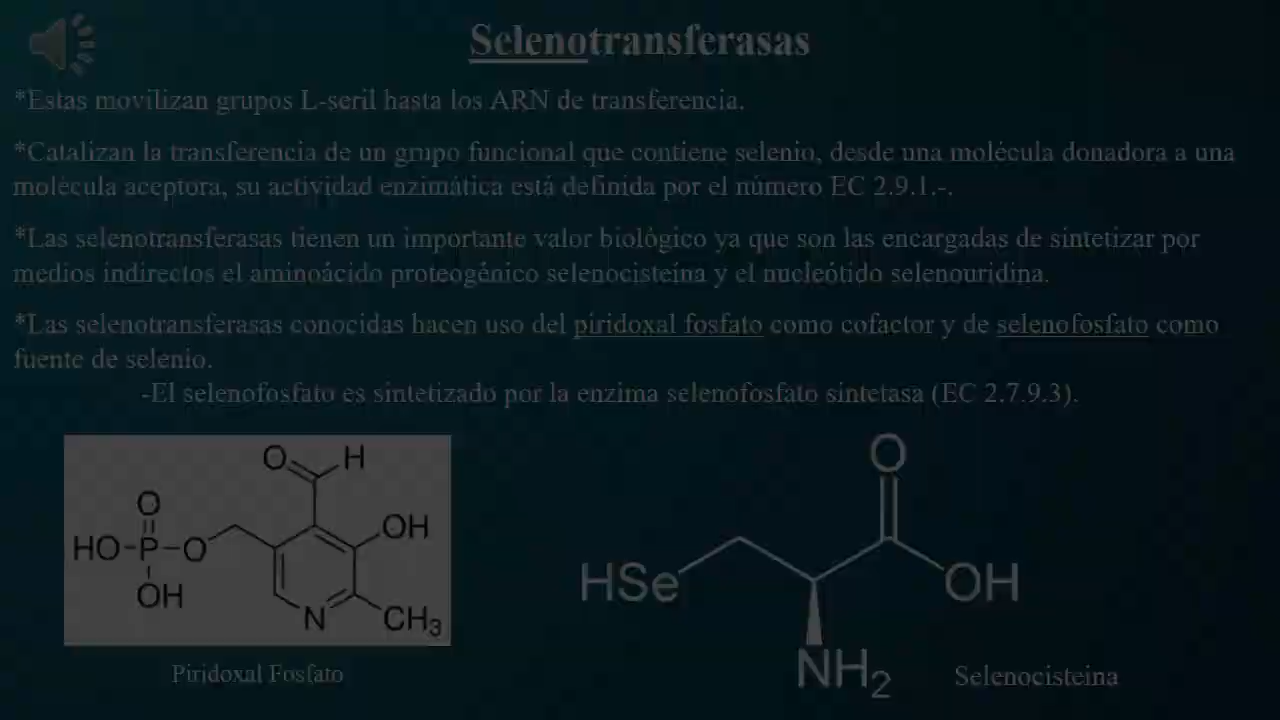 Selenotransferasas
*Estas movilizan grupos L-seril hasta los ARN de transferencia.
*Catalizan la transferencia de un grupo funcional que contiene selenio, desde una molécula donadora a una
molécula aceptora, su actividad enzimática está definida por el número EC 2.9.1.-.
*Las selenotransferasas tienen un importante valor biológico ya que son las encargadas de sintetizar por
medios indirectos el aminoácido proteogénico selenocisteína y el nucleótido selenouridina.
*Las selenotransferasas conocidas hacen uso del piridoxal fosfato como cofactor y de selenofosfato como
fuente de selenio.
-El selenofosfato es sintetizado por la enzima selenofosfato sintetasa (EC 2.7.9.3).
O H
O
HO P O OH
OH
N CH3
O
HSe OH
NH2
Piridoxal Fosfato
Selenocisteina